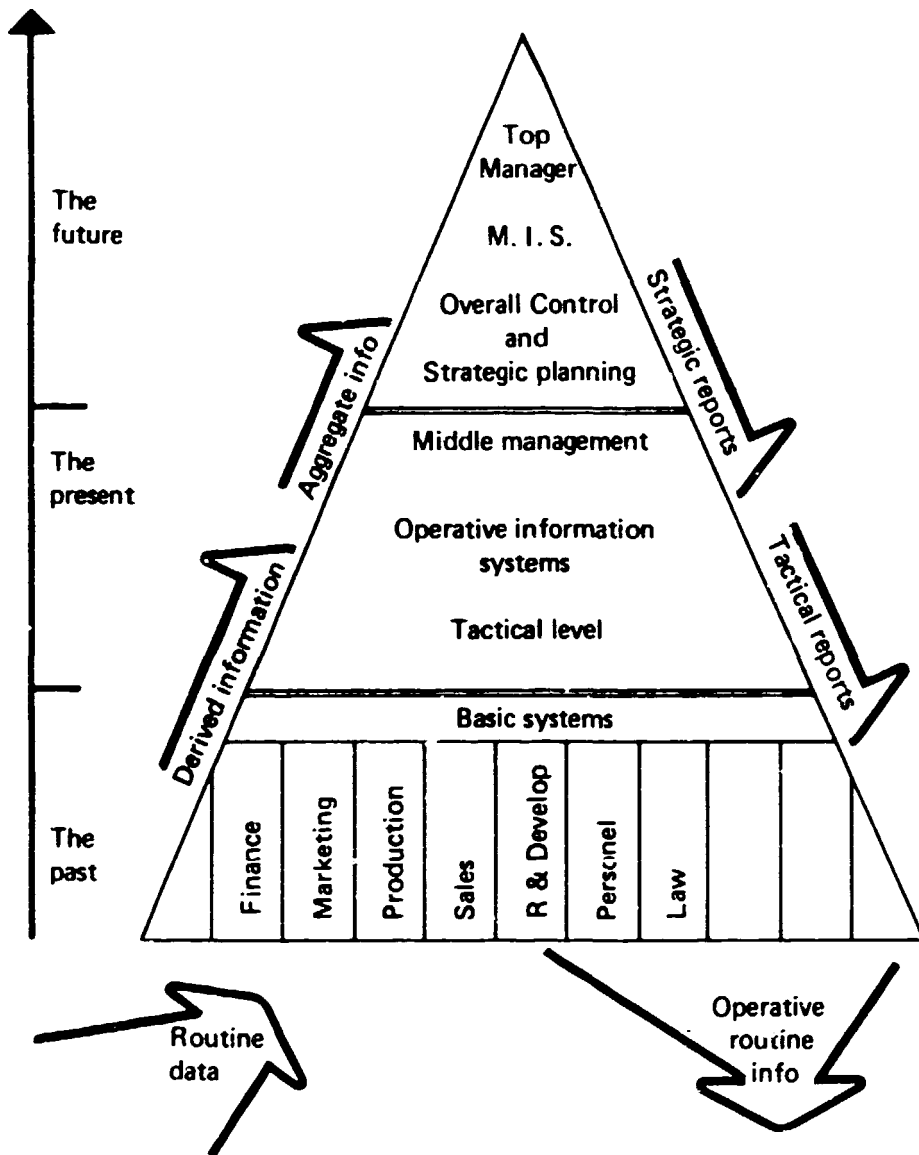 Top
Manager
The
future
M. I. S.
Overall Control
and
Strategic planning
Aggregate info
Strategic reports
The
present
Middle management
Operative information
systems
Tactical level
Derived information
Tactical reports
Basic systems
The
past
Finance
Marketing
Production
Sales
R & Develop
Personel
Law
Routine
data
Operative
routine
info